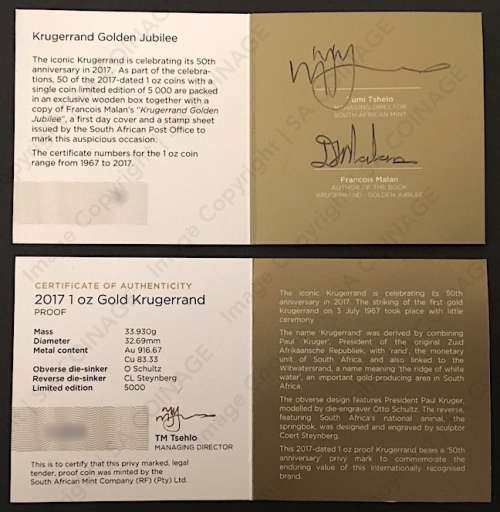 Krugerrand Golden Jubilee
The iconic Krugerrand is celebrating its 50th
anniversary in 2017. As part of the celebra-
tions, 50 of the 2017-dated 1 oz coins with a
single coin limited edition of 5 000 are packed
in an exclusive wooden box together with a
copy of Francois Malan's "Krugerrand Golden
Jubilee", a first day cover and a stamp sheet
issued by the South African Post Office to
mark this auspicious occasion.
The certificate numbers for the 1 oz coin
range from 1967 to 2017.
umi Tshelo
MANAGING DIRECTOR
SOUTH AFRICAN MINT
Francois Malan
AUTHOR OF THE BOOK
KRUGERRAND - GOLDEN JUBILEE
CERTIFICATE OF AUTHENTICITY
2017 1 oz Gold Krugerrand
PROOF
Mass 33.930g
Diameter 32.69mm
Metal content Au 916.67
Cu 83.33
Obverse die-sinker O Schultz
Reverse die-sinker CL Steynberg
Limited edition 5000
TM Tsehlo
MANAGING DIRECTOR
This is to certify that this privy marked, legal
tender, proof coin was minted by the
South African Mint Company (RF) (Pty) Ltd.
The iconic Krugerrand is celebrating its 50th
anniversary in 2017. The striking of the first gold
Krugerrand on 3 July 1967 took place with little
ceremony.
The name 'Krugerrand' was derived by combining
'Paul Kruger', President of the original Zuid
Afrikaansche Republiek, with 'rand', the monetary
unit of South Africa, and also linked to the
Witwatersrand, a name meaning 'the ridge of white
water', an important gold-producing area in South
Africa.
The obverse design features President Paul Kruger,
modelled by die-engraver Otto Schultz. The reverse,
featuring South Africa's national animal, the
springbok, was designed and engraved by sculptor
Coert Steynberg.
This 2017-dated 1 oz proof Krugerrand bears a '50th
anniversary' privy mark to commemorate the
enduring value of this internationally recognised
brand.